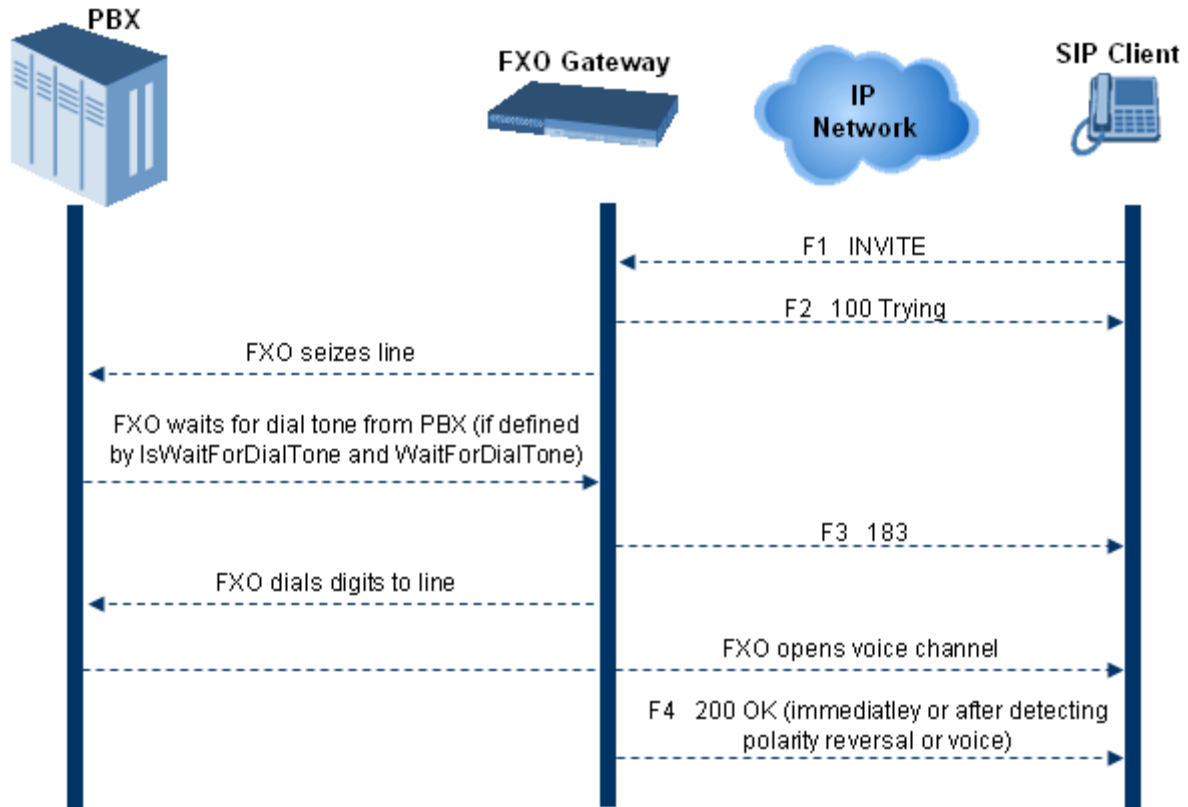 PBX
FXO Gateway
IP
Network
SIP Client
F1 INVITE
F2 100 Trying
FXO seizes line
FXO waits for dial tone from PBX (if defined
by IsWaitForDialTone and WaitForDialTone)
F3 183
FXO dials digits to line
FXO opens voice channel
F4 200 OK (immediatley or after detecting
polarity reversal or voice)